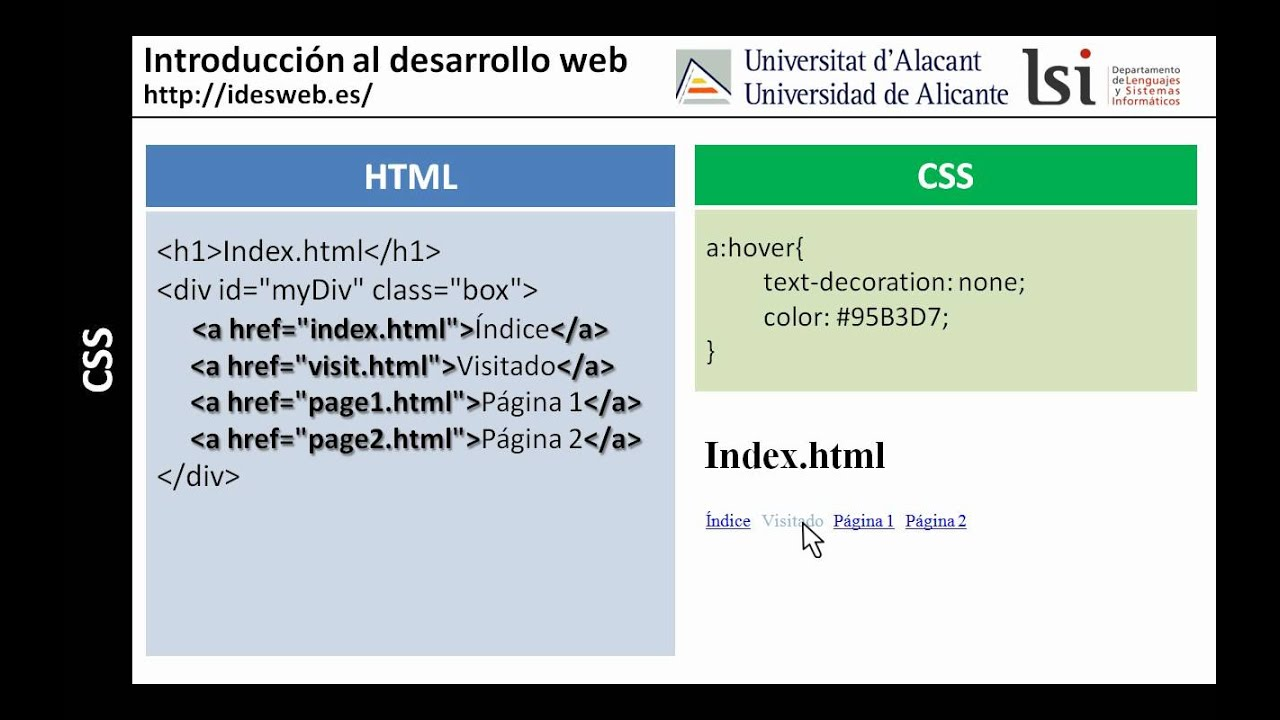 Introducción al desarrollo web
http://idesweb.es/
Universitat d'Alacant
Universidad de Alicante
lsi
Departamento
de Lenguajes
y Sistemas
Informáticos
CSS
HTML
<h1>Index.html</h1>
<div id="myDiv" class="box">
<a href="index.html">Índice</a>
<a href="visit.html">Visitado</a>
<a href="page1.html">Página 1</a>
<a href="page2.html">Página 2</a>
</div>
CSS
a:hover{
text-decoration: none;
color: #95B3D7;
}
Index.html
Índice Visitado Página 1 Página 2